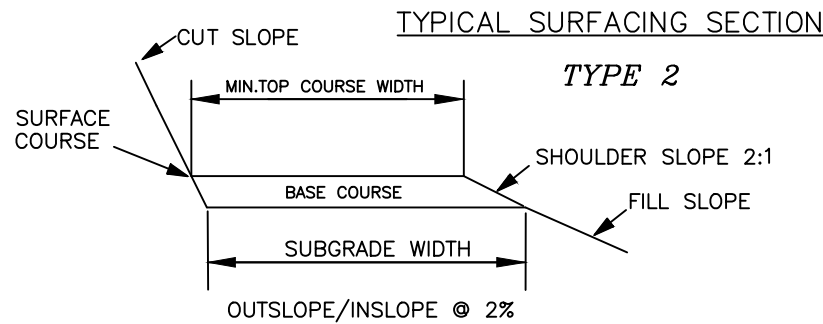 TYPICAL SURFACING SECTION
CUT SLOPE
TYPE 2
MIN.TOP COURSE WIDTH
SURFACE
COURSE
SHOULDER SLOPE 2:1
BASE COURSE
FILL SLOPE
SUBGRADE WIDTH
OUTSLOPE/INSLOPE @ 2%